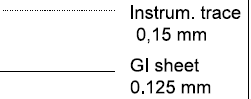 Instrum. trace
0,15 mm
GI sheet
0.125 mm